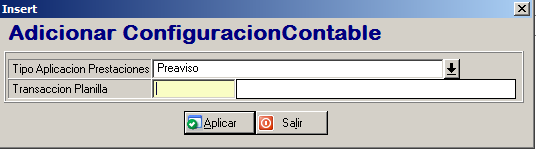 Insert
Adicionar ConfiguracionContable
Tipo Aplicacion Prestaciones Preaviso
Transaccion Planilla
Aplicar Salir